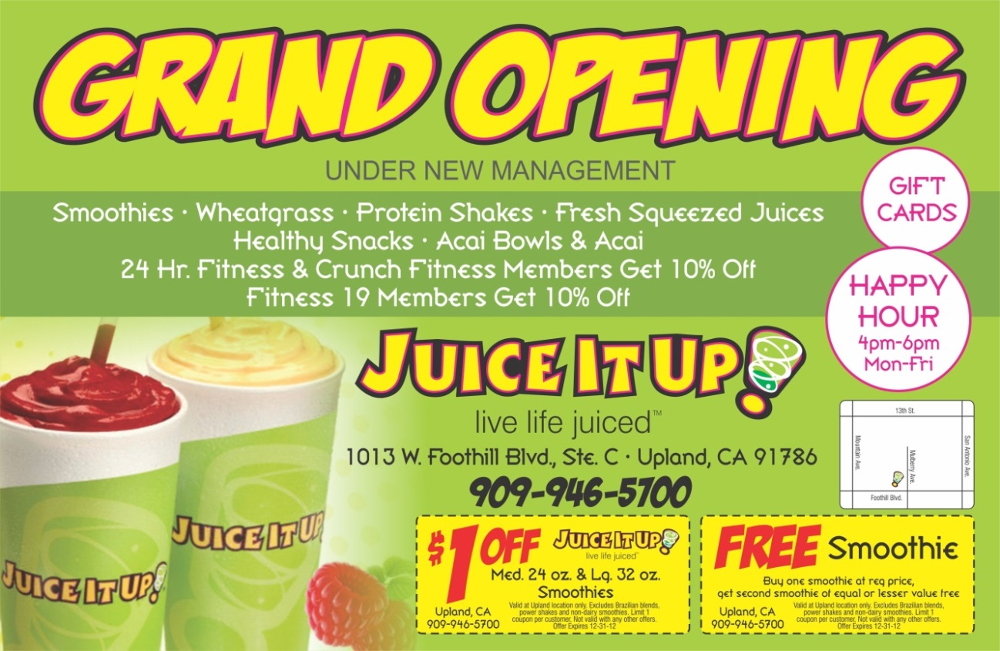 GRAND OPENING
UNDER NEW MANAGEMENT
Smoothies · Wheatgrass · Protein Shakes · Fresh Squeezed Juices
Healthy Snacks · Acai Bowls & Acai
24 Hr. Fitness & Crunch Fitness Members Get 10% Off
Fitness 19 Members Get 10% Off
GIFT
CARDS
HAPPY
HOUR
4pm-6pm
Mon-Fri
JUICE IT UP!
live life juiced™
1013 W. Foothill Blvd., Ste. C · Upland, CA 91786
909-946-5700
13th St.
Mountain Ave.
Mulberry Ave.
San Antonio Ave.
Foothill Blvd.
JUICE IT UP!
JUICE IT UP
$1 OFF
JUICE IT UP!
live life juiced™
Med. 24 oz. & Lg. 32 oz.
Smoothies
Upland, CA
909-946-5700
Valid at Upland location only. Excludes Brazilian blends,
power shakes and non-dairy smoothies. Limit 1
coupon per customer. Not valid with any other offers.
Offer Expires 12-31-12
FREE Smoothie
Buy one smoothie at reg price,
get second smoothie of equal or lesser value free
Upland, CA
909-946-5700
Valid at Upland location only. Excludes Brazilian blends,
power shakes and non-dairy smoothies. Limit 1
coupon per customer. Not valid with any other offers.
Offer Expires 12-31-12